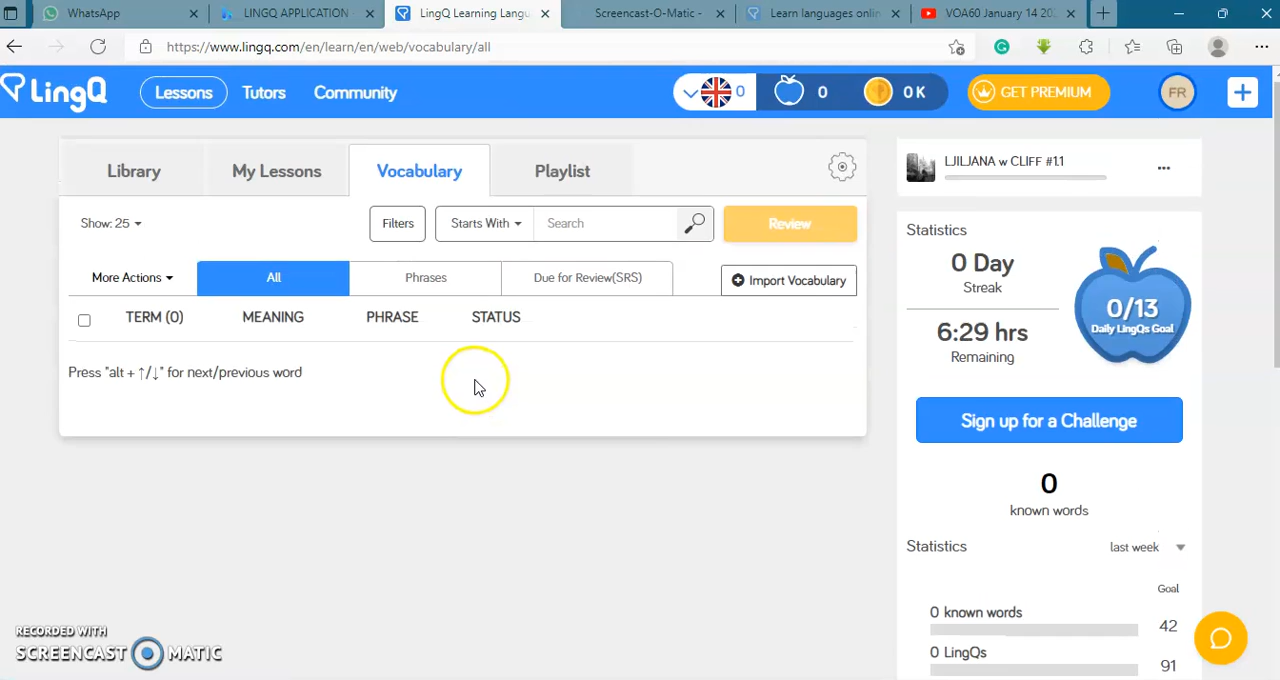 WhatsApp
LINGQ APPLICATION -
LingQ Learning Langu
Screencast-O-Matic -
Learn languages onli
VOA60 January 14 202
https://www.lingq.com/en/learn/en/web/vocabulary/all
LingQ
Lessons
Tutors
Community
0
0
0 K
GET PREMIUM
FR
Library
My Lessons
Vocabulary
Playlist
Show: 25
Filters
Starts With
Search
Review
More Actions
All
Phrases
Due for Review(SRS)
Import Vocabulary
TERM (0)
MEANING
PHRASE
STATUS
Press "alt + ↑/↓" for next/previous word
LJILJANA w CLIFF #1.1
Statistics
0 Day
Streak
6:29 hrs
Remaining
0/13
Daily LingQs Goal
Sign up for a Challenge
0
known words
Statistics
last week
Goal
0 known words
42
0 LingQs
91
RECORDED WITH
SCREENCAST MATIC